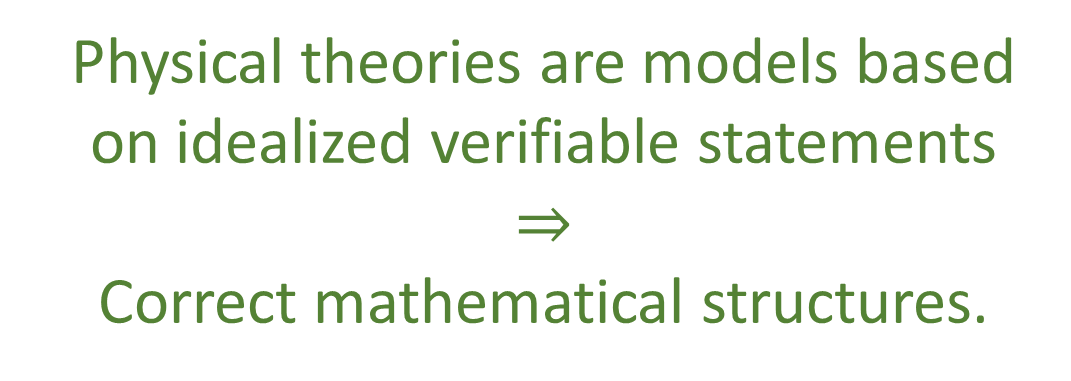 Physical theories are models based
on idealized verifiable statements
⇒
Correct mathematical structures.